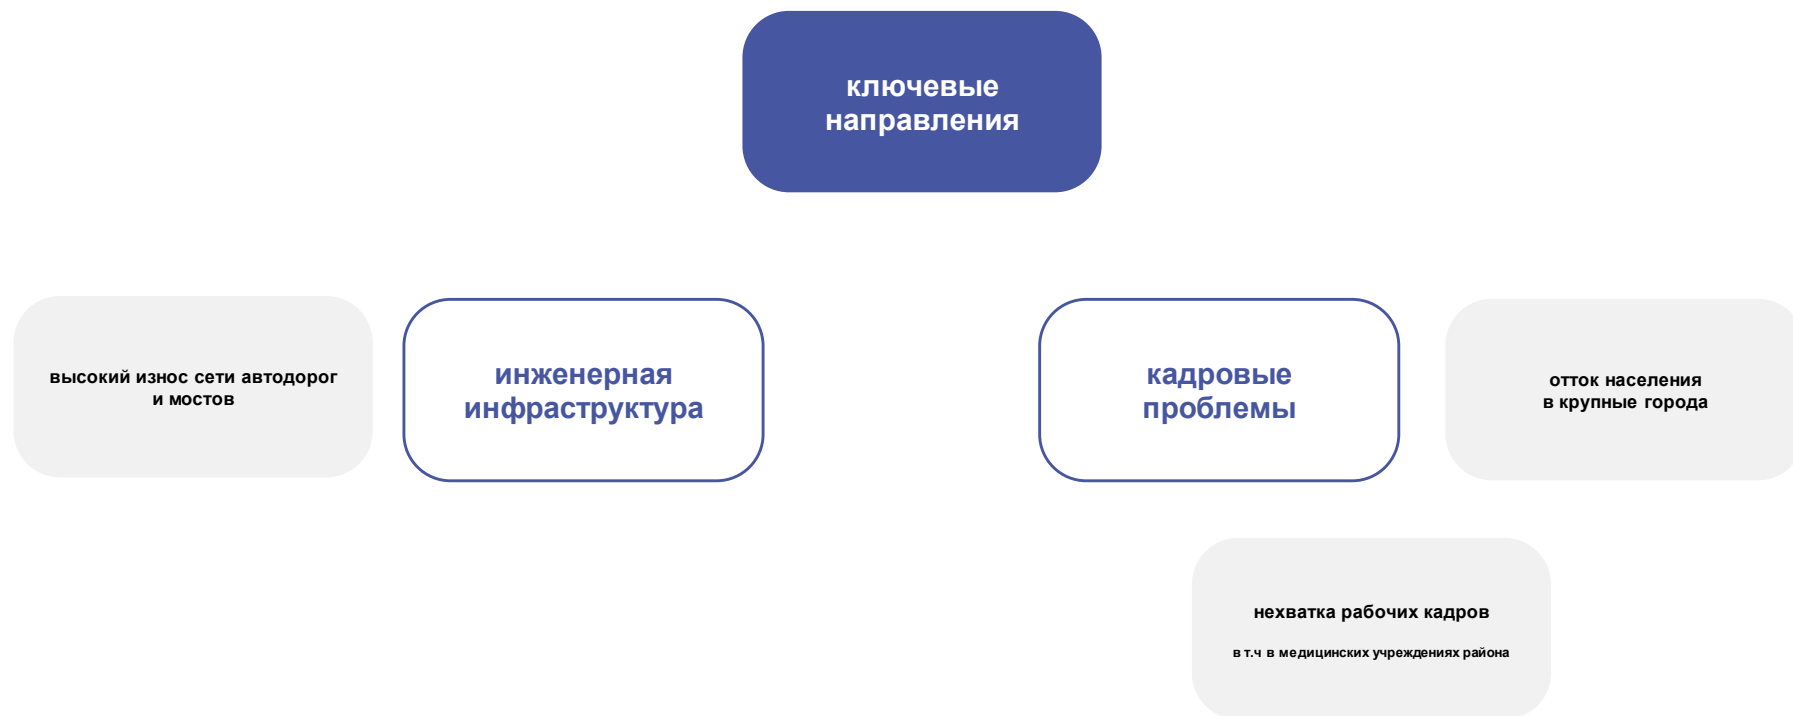 ключевые
направления
высокий износ сети автодорог
и мостов
инженерная
инфраструктура
кадровые
проблемы
отток населения
в крупные города
нехватка рабочих кадров
в т.ч в медицинских учреждениях района